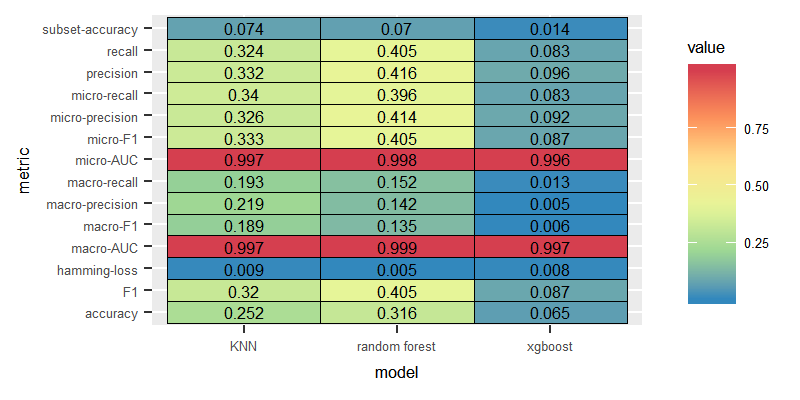 subset-accuracy 0.074 0.07 0.014
recall 0.324 0.405 0.083
precision 0.332 0.416 0.096
micro-recall 0.34 0.396 0.083
micro-precision 0.326 0.414 0.092
micro-F1 0.333 0.405 0.087
micro-AUC 0.997 0.998 0.996
macro-recall 0.193 0.152 0.013
macro-precision 0.219 0.142 0.005
macro-F1 0.189 0.135 0.006
macro-AUC 0.997 0.999 0.997
hamming-loss 0.009 0.005 0.008
F1 0.32 0.405 0.087
accuracy 0.252 0.316 0.065
KNN random forest xgboost
model
metric
value
0.75
0.50
0.25